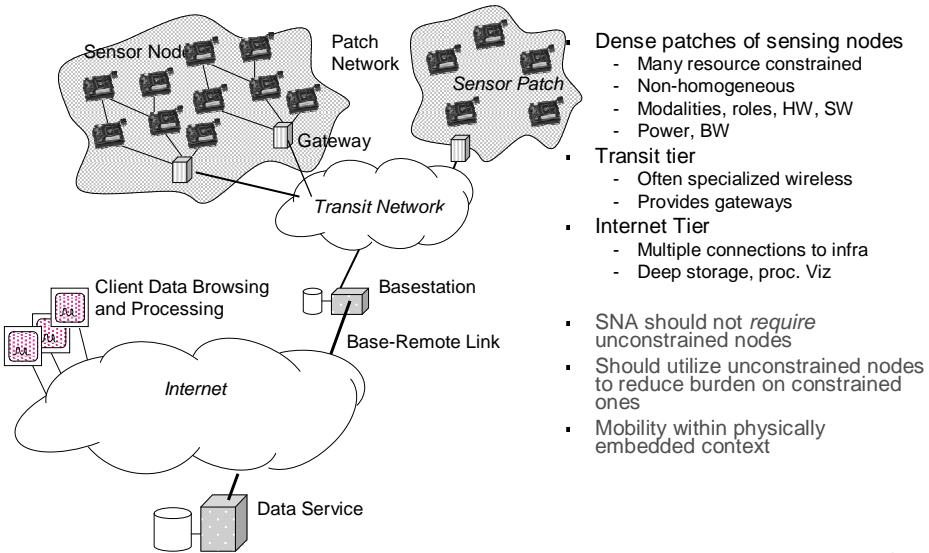 Sensor Node
Patch
Network
Sensor Patch
Gateway
Transit Network
Client Data Browsing
and Processing
Basestation
Base-Remote Link
Internet
Data Service
▪ Dense patches of sensing nodes
- Many resource constrained
- Non-homogeneous
- Modalities, roles, HW, SW
- Power, BW
▪ Transit tier
- Often specialized wireless
- Provides gateways
▪ Internet Tier
- Multiple connections to infra
- Deep storage, proc. Viz
▪ SNA should not require
unconstrained nodes
▪ Should utilize unconstrained nodes
to reduce burden on constrained
ones
▪ Mobility within physically
embedded context